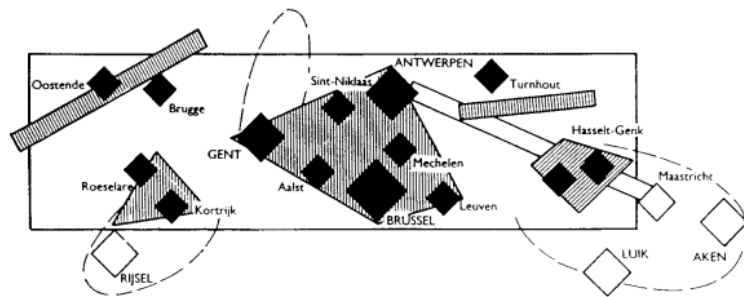 ANTWERPEN
Oostende
Sint-Niklaas
Turnhout
Brugge
Hasselt-Genk
GENT
Mechelen
Roeselare
Aalst
Maastricht
Kortrijk
Leuven
BRUSSEL
LUIK
AKEN
RIJSEL